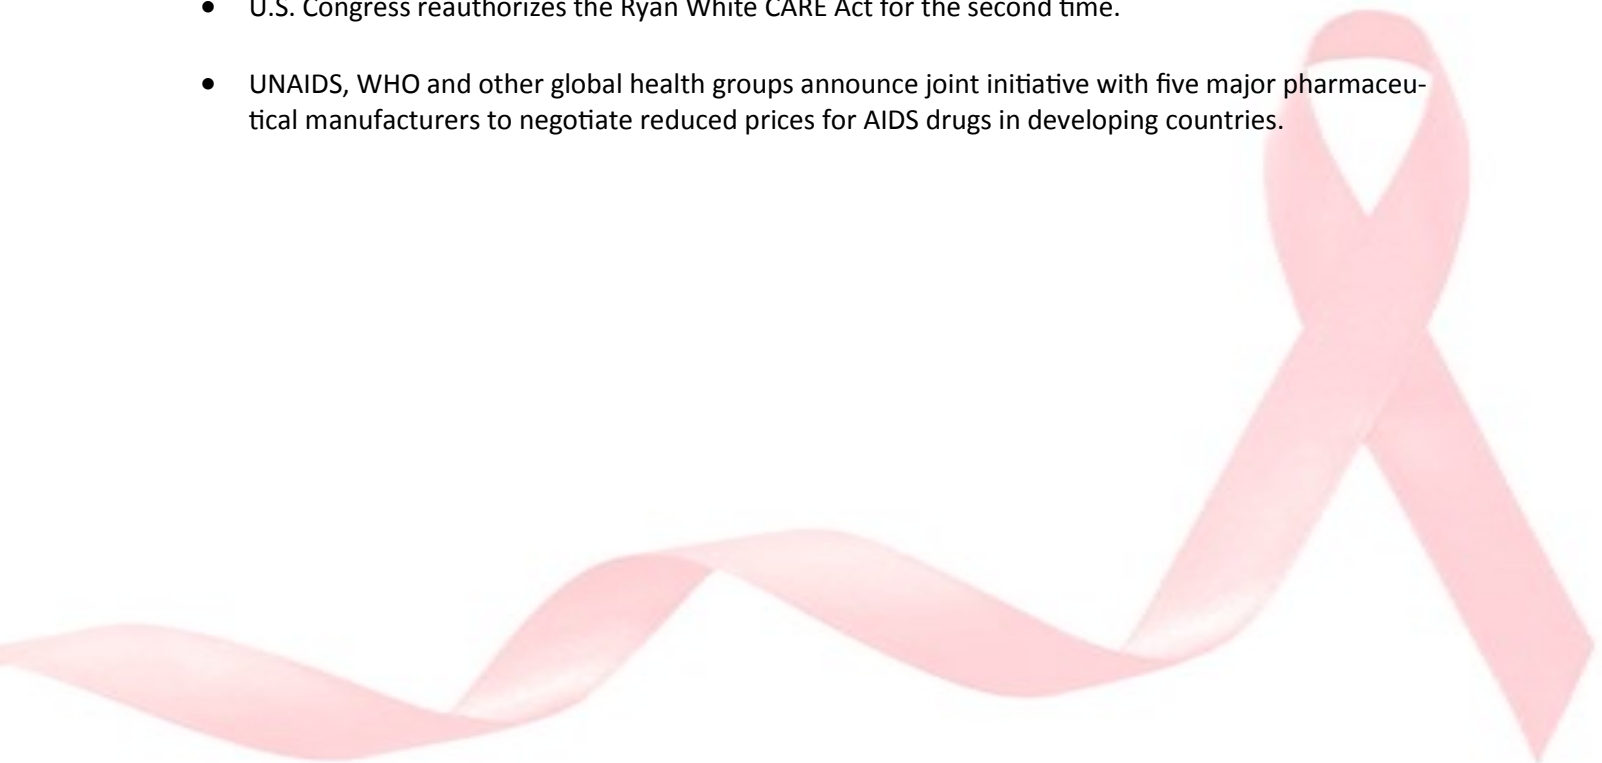 • U.S. Congress reauthorizes the Ryan White CARE Act for the second time.
• UNAIDS, WHO and other global health groups announce joint initiative with five major pharmaceu-
tical manufacturers to negotiate reduced prices for AIDS drugs in developing countries.